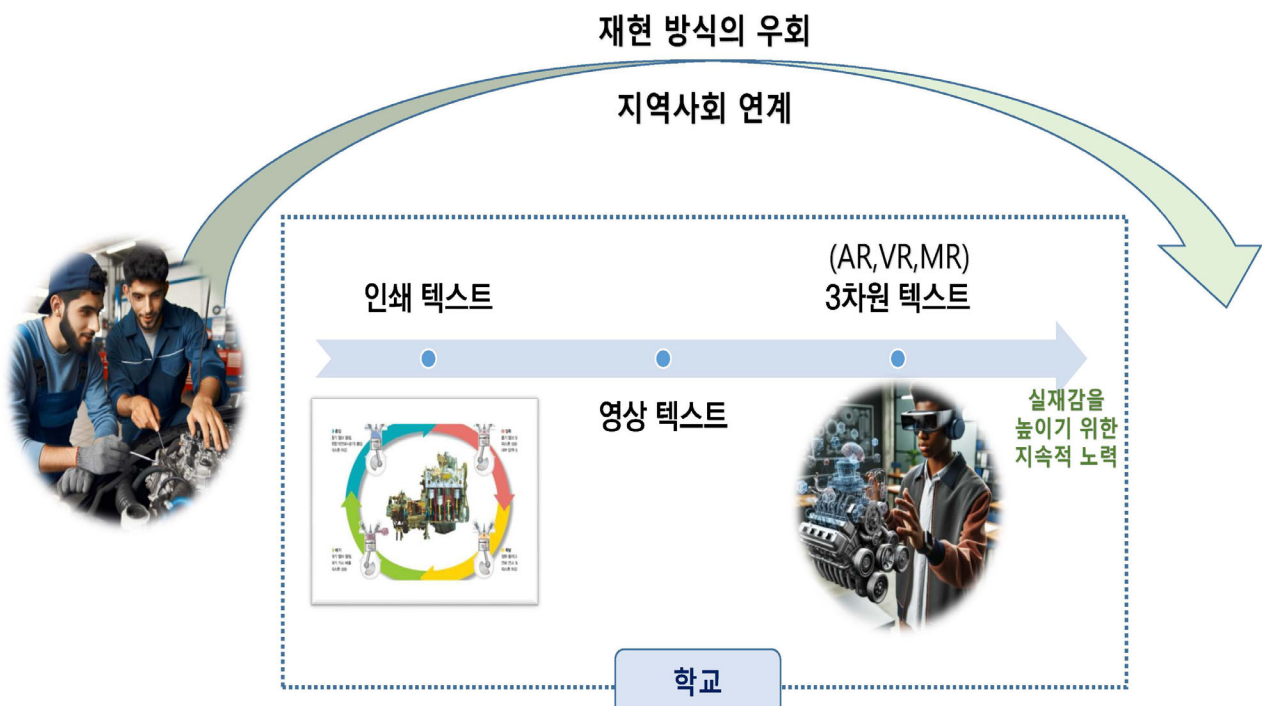 재현 방식의 우회
지역사회 연계
(AR,VR,MR)
인쇄 텍스트
3차원 텍스트
영상 텍스트
실재감을
높이기 위한
지속적 노력
학교